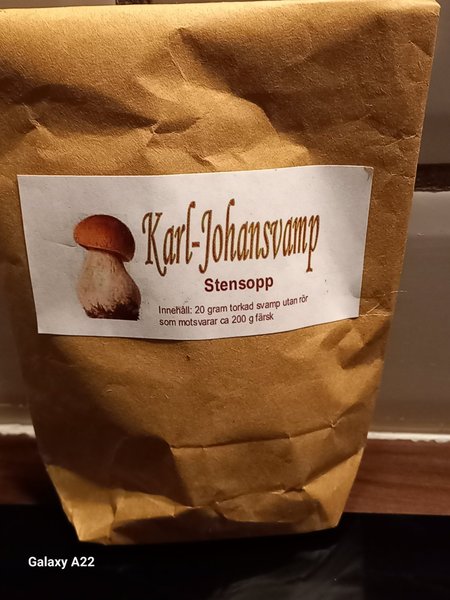 Karl-Johansvamp
Stensopp
Innehåll: 20 gram torkad svamp utan rör
som motsvarar ca 200 g färsk
Galaxy A22